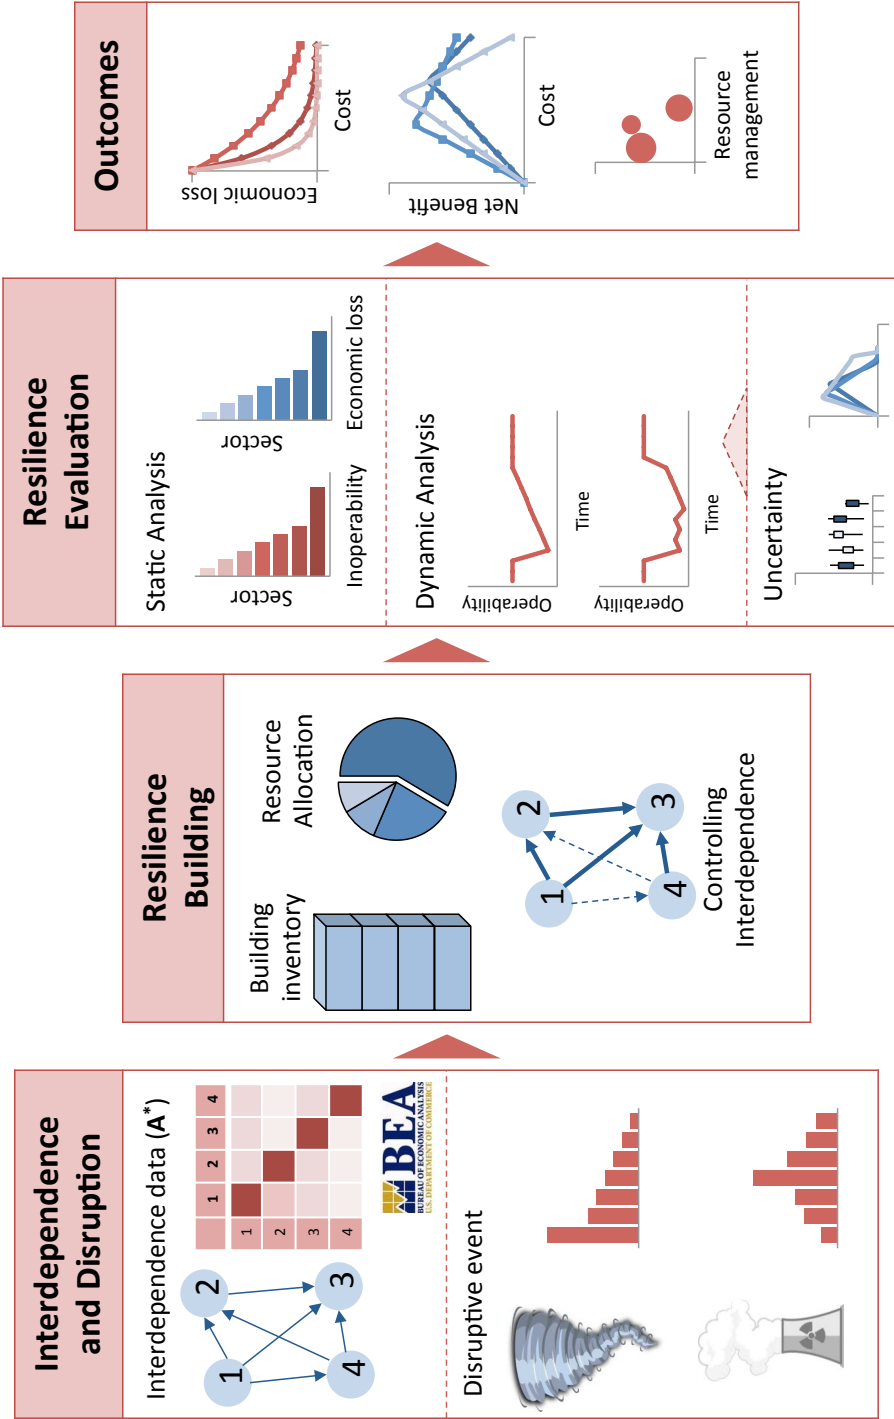 Interdependence
and Disruption
Interdependence data (A*)
1
2
3
4
1
2
3
4
1
2
3
4
BEA
BUREAU OF ECONOMIC ANALYSIS
U.S. DEPARTMENT OF COMMERCE
Disruptive event
Resilience
Building
Building
inventory
Resource
Allocation
1
2
3
4
Controlling
Interdependence
Resilience
Evaluation
Static Analysis
Sector
Inoperability
Sector
Economic loss
Dynamic Analysis
Operability
Time
Operability
Time
Uncertainty
Outcomes
Economic loss
Cost
Net Benefit
Cost
Resource
management